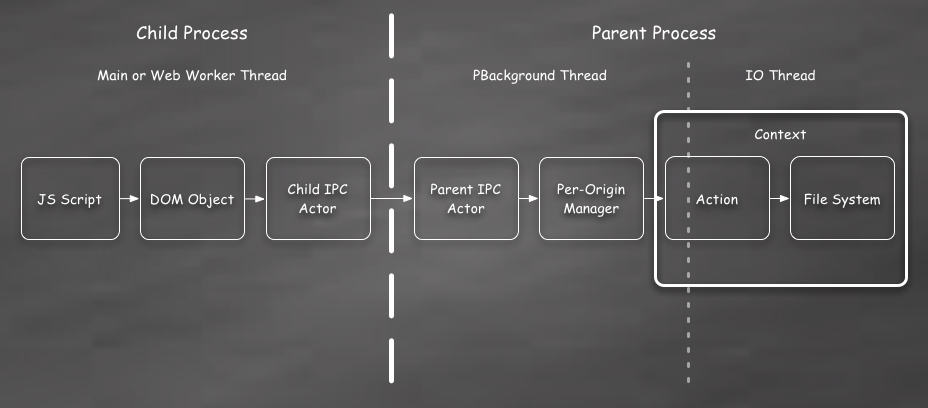 Child Process
Parent Process
Main or Web Worker Thread
PBackground Thread
IO Thread
Context
JS Script
DOM Object
Child IPC
Actor
Parent IPC
Actor
Per-Origin
Manager
Action
File System